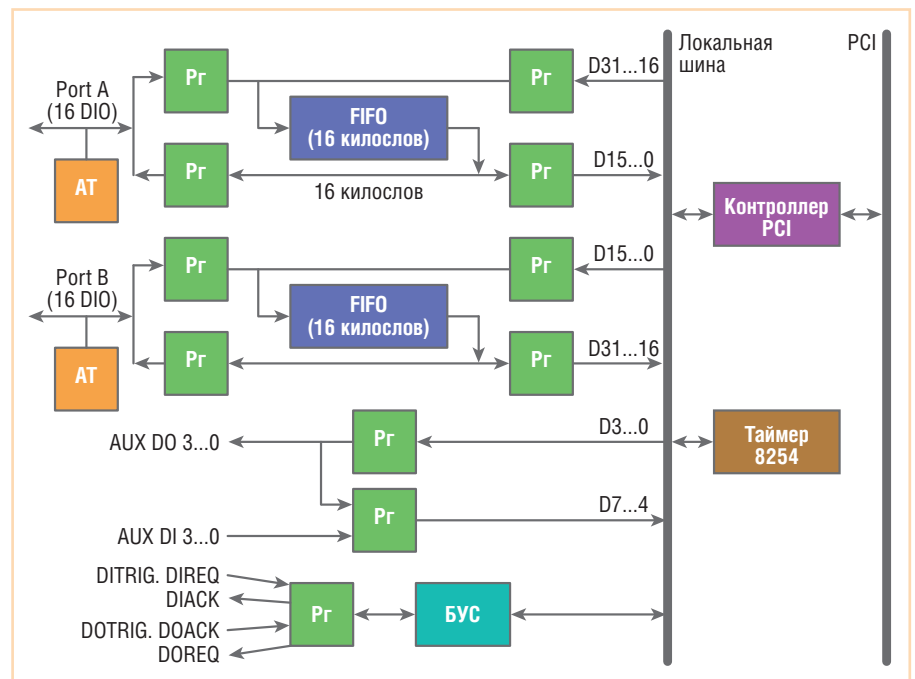 Локальная
шина
PCI
Port A
(16 DIO)
АТ
Рг
Рг
D31...16
FIFO
(16 килослов)
Рг
16 килослов
Рг
D15...0
Контроллер
PCI
Port B
(16 DIO)
АТ
Рг
Рг
D15...0
FIFO
(16 килослов)
Рг
Рг
D31...16
AUX DO 3...0
Рг
D3...0
Таймер
8254
Рг
D7...4
AUX DI 3...0
DITRIG. DIREQ
DIACK
DOTRIG. DOACK
DOREQ
Рг
БУС